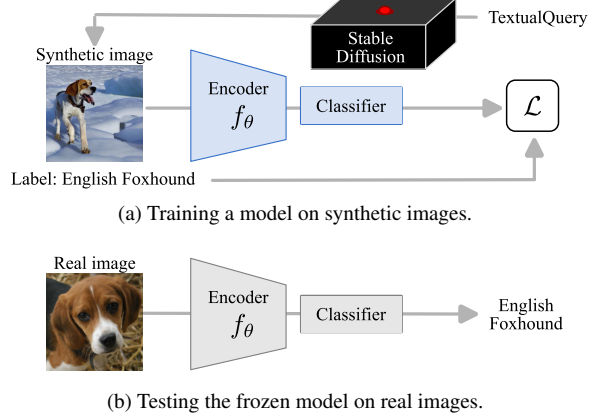 TextualQuery
Stable
Diffusion
Synthetic image
Encoder
fθ
Classifier
ℒ
Label: English Foxhound
(a) Training a model on synthetic images.
Real image
Encoder
fθ
Classifier
English
Foxhound
(b) Testing the frozen model on real images.